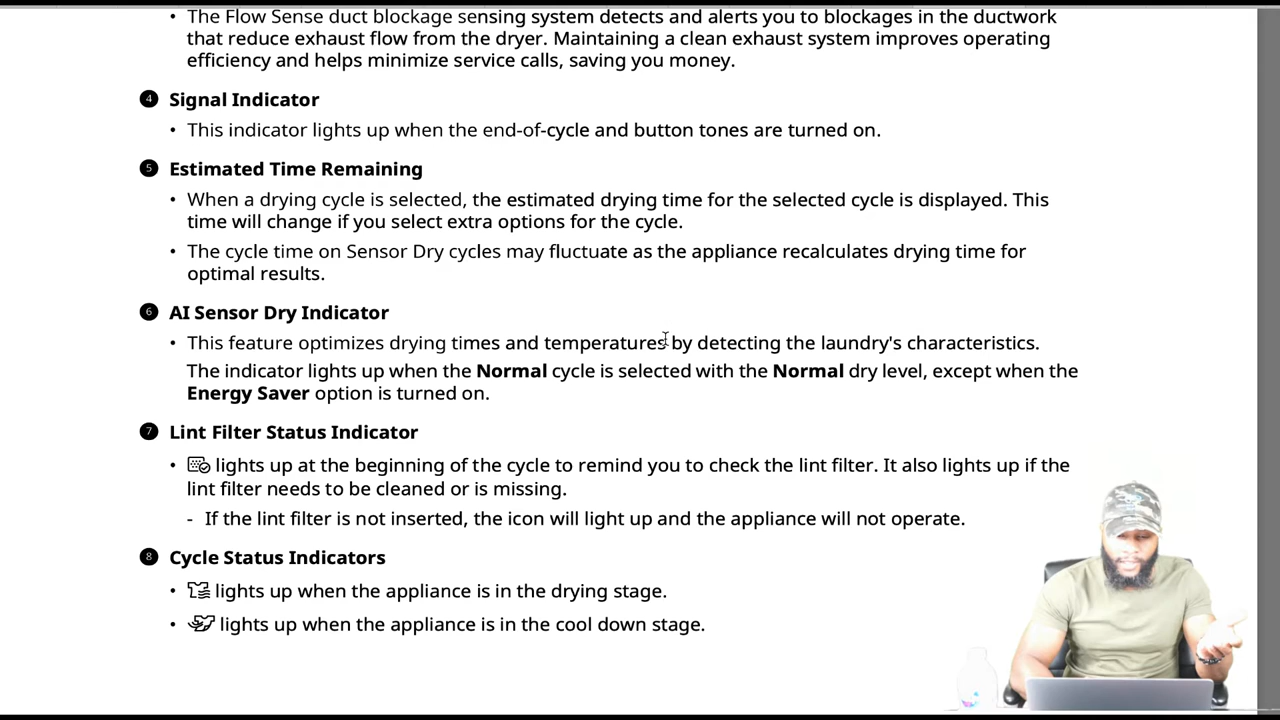 • The Flow Sense duct blockage sensing system detects and alerts you to blockages in the ductwork
that reduce exhaust flow from the dryer. Maintaining a clean exhaust system improves operating
efficiency and helps minimize service calls, saving you money.
4 Signal Indicator
• This indicator lights up when the end-of-cycle and button tones are turned on.
5 Estimated Time Remaining
• When a drying cycle is selected, the estimated drying time for the selected cycle is displayed. This
time will change if you select extra options for the cycle.
• The cycle time on Sensor Dry cycles may fluctuate as the appliance recalculates drying time for
optimal results.
6 AI Sensor Dry Indicator
• This feature optimizes drying times and temperatures by detecting the laundry's characteristics.
The indicator lights up when the Normal cycle is selected with the Normal dry level, except when the
Energy Saver option is turned on.
7 Lint Filter Status Indicator
• lights up at the beginning of the cycle to remind you to check the lint filter. It also lights up if the
lint filter needs to be cleaned or is missing.
- If the lint filter is not inserted, the icon will light up and the appliance will not operate.
8 Cycle Status Indicators
• lights up when the appliance is in the drying stage.
• lights up when the appliance is in the cool down stage.